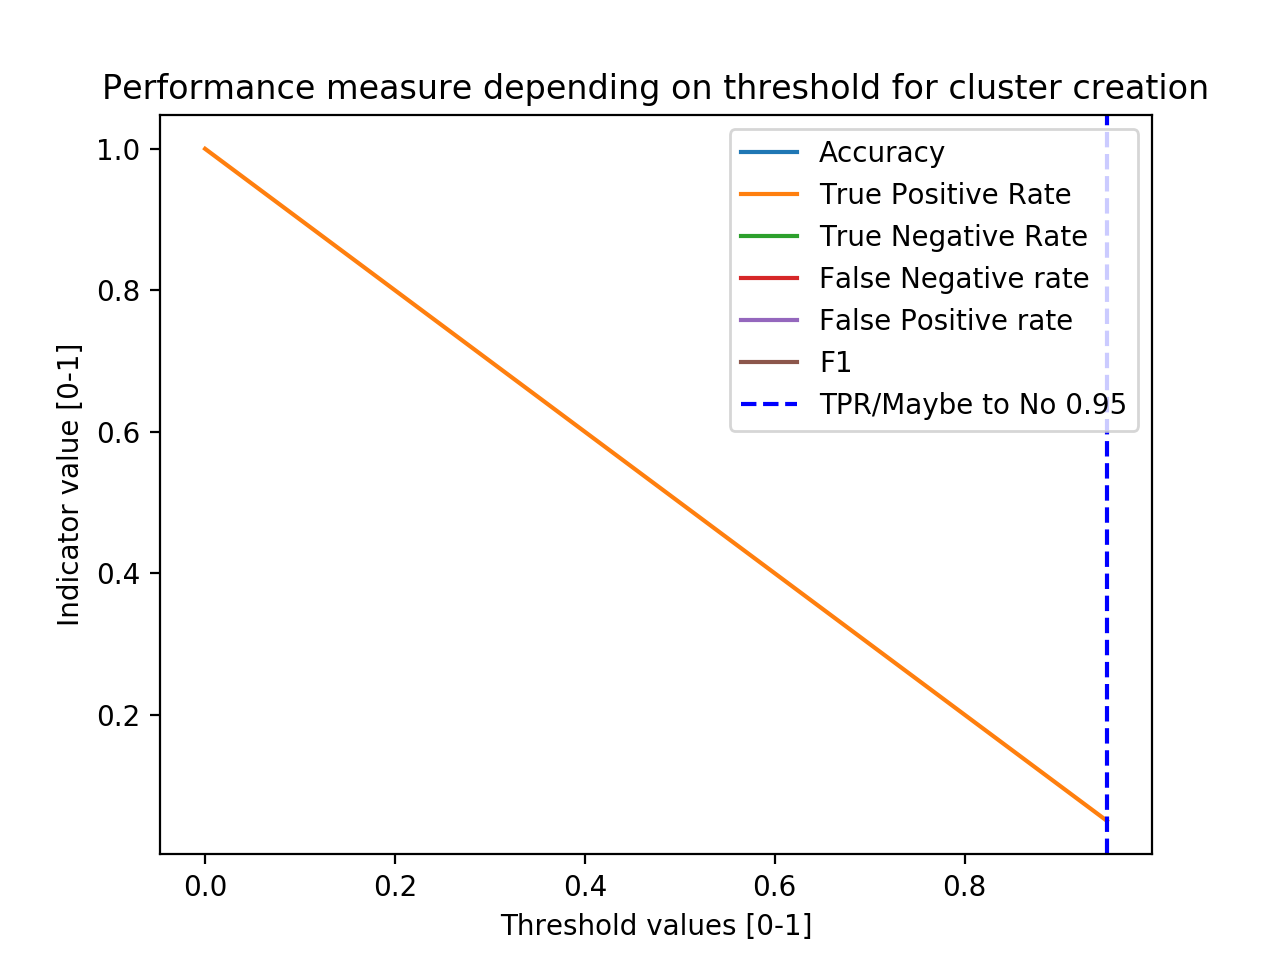 Performance measure depending on threshold for cluster creation
1.0
0.8
0.6
0.4
0.2
Indicator value [0-1]
Accuracy
True Positive Rate
True Negative Rate
False Negative rate
False Positive rate
F1
TPR/Maybe to No 0.95
0.0 0.2 0.4 0.6 0.8
Threshold values [0-1]